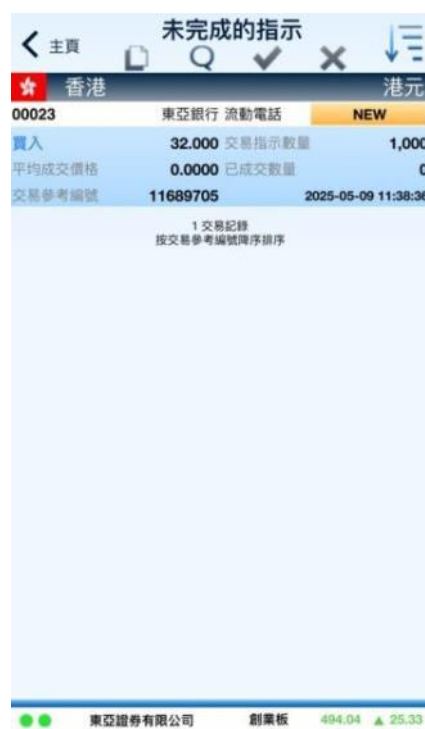 主頁
未完成的指示
香港 港元
00023 東亞銀行 流動電話 NEW
買入 32.000 交易指示數量 1,000
平均成交價格 0.0000 已成交數量 0
交易參考編號 11689705 2025-05-09 11:38:36
1 交易記錄
按交易參考編號降序排序
東亞證券有限公司 創業板 494.04 ▲ 25.33